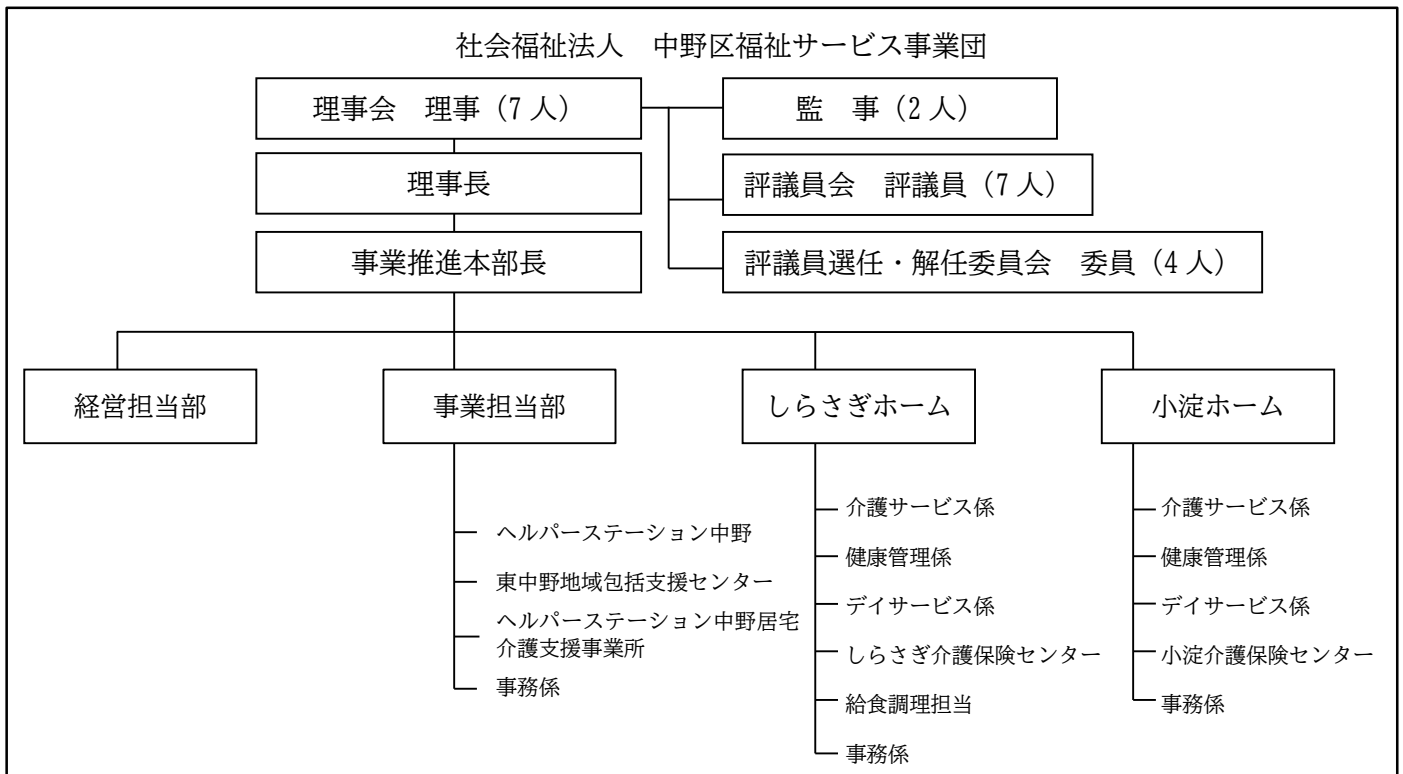 社会福祉法人　中野区福祉サービス事業団
理事会　理事（7 人）
監　事（2 人）
理事長
評議員会　評議員（7 人）
事業推進本部長
評議員選任・解任委員会　委員（4 人）
経営担当部
事業担当部
しらさぎホーム
小淀ホーム
ヘルパーステーション中野
東中野地域包括支援センター
ヘルパーステーション中野居宅
介護支援事業所
事務係
介護サービス係
健康管理係
デイサービス係
しらさぎ介護保険センター
給食調理担当
事務係
介護サービス係
健康管理係
デイサービス係
小淀介護保険センター
事務係